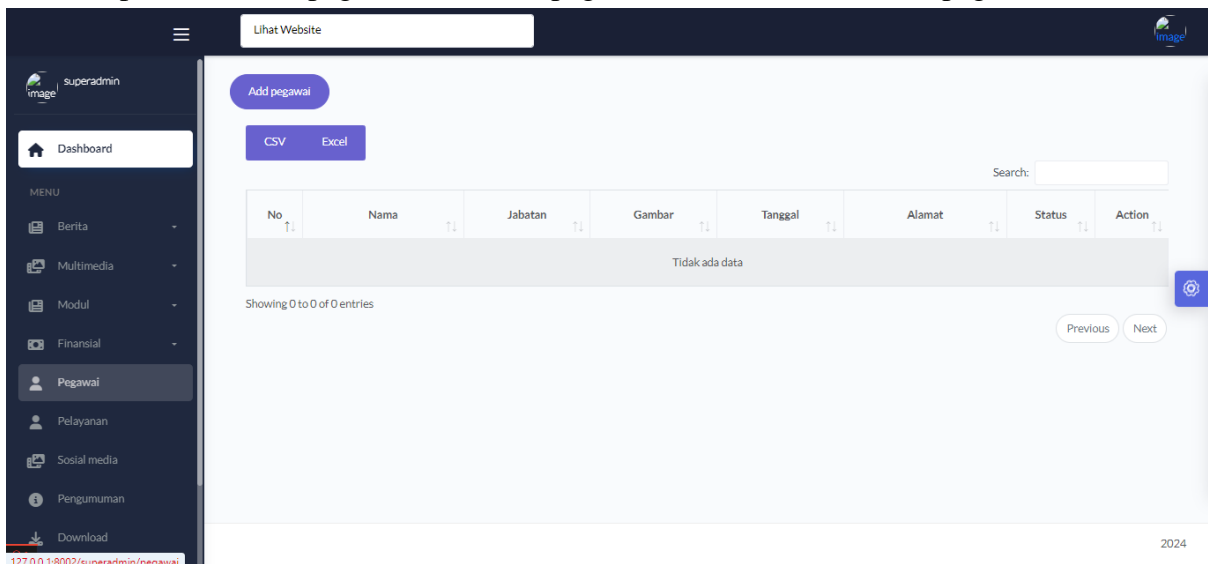 Lihat Website
image
image
superadmin
Dashboard
MENU
Berita
Multimedia
Modul
Finansial
Pegawai
Pelayanan
Sosial media
Pengumuman
Download
127.0.0.1:8002/superadmin/pegawai
Add pegawai
CSV Excel
Search:
No Nama Jabatan Gambar Tanggal Alamat Status Action
Tidak ada data
Showing 0 to 0 of 0 entries
Previous Next
2024